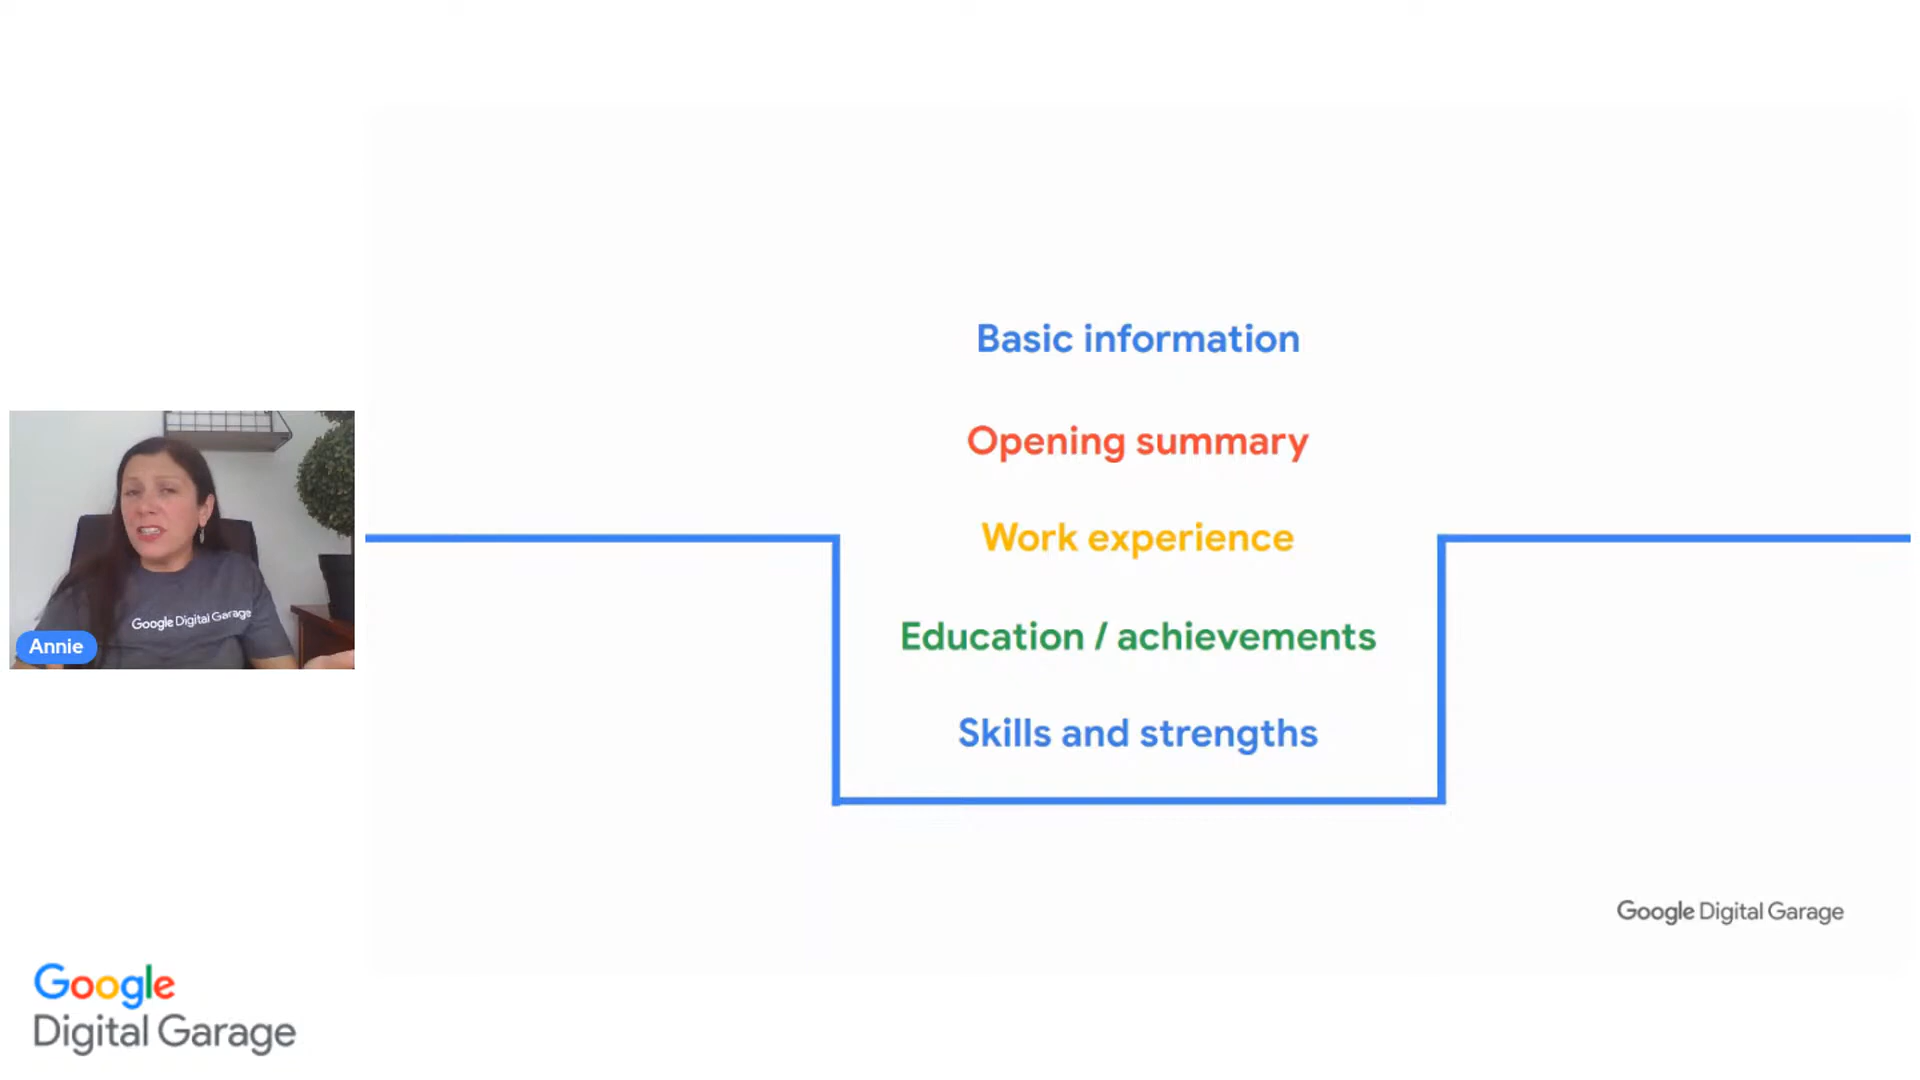 Basic information
Opening summary
Work experience
Education / achievements
Skills and strengths
Google Digital Garage
Annie
Google Digital Garage
Google
Digital Garage